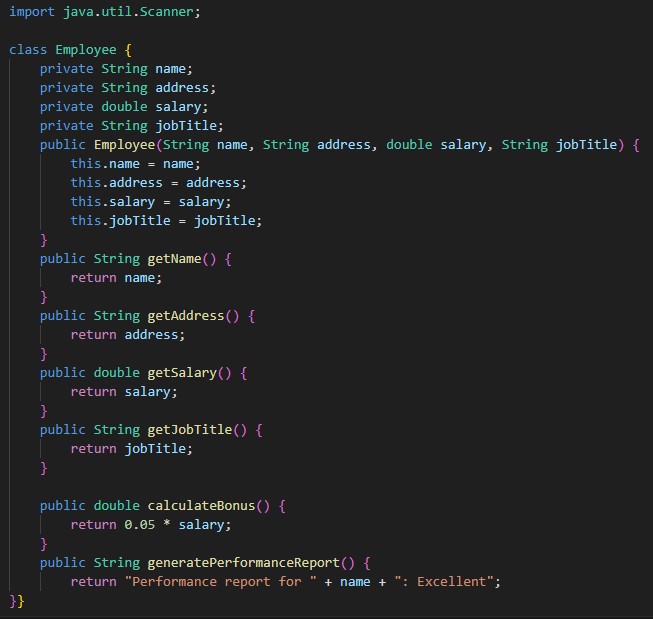 import java.util.Scanner;

class Employee {
    private String name;
    private String address;
    private double salary;
    private String jobTitle;
    public Employee(String name, String address, double salary, String jobTitle) {
        this.name = name;
        this.address = address;
        this.salary = salary;
        this.jobTitle = jobTitle;
    }
    public String getName() {
        return name;
    }
    public String getAddress() {
        return address;
    }
    public double getSalary() {
        return salary;
    }
    public String getJobTitle() {
        return jobTitle;
    }

    public double calculateBonus() {
        return 0.05 * salary;
    }
    public String generatePerformanceReport() {
        return "Performance report for " + name + ": Excellent";
}}